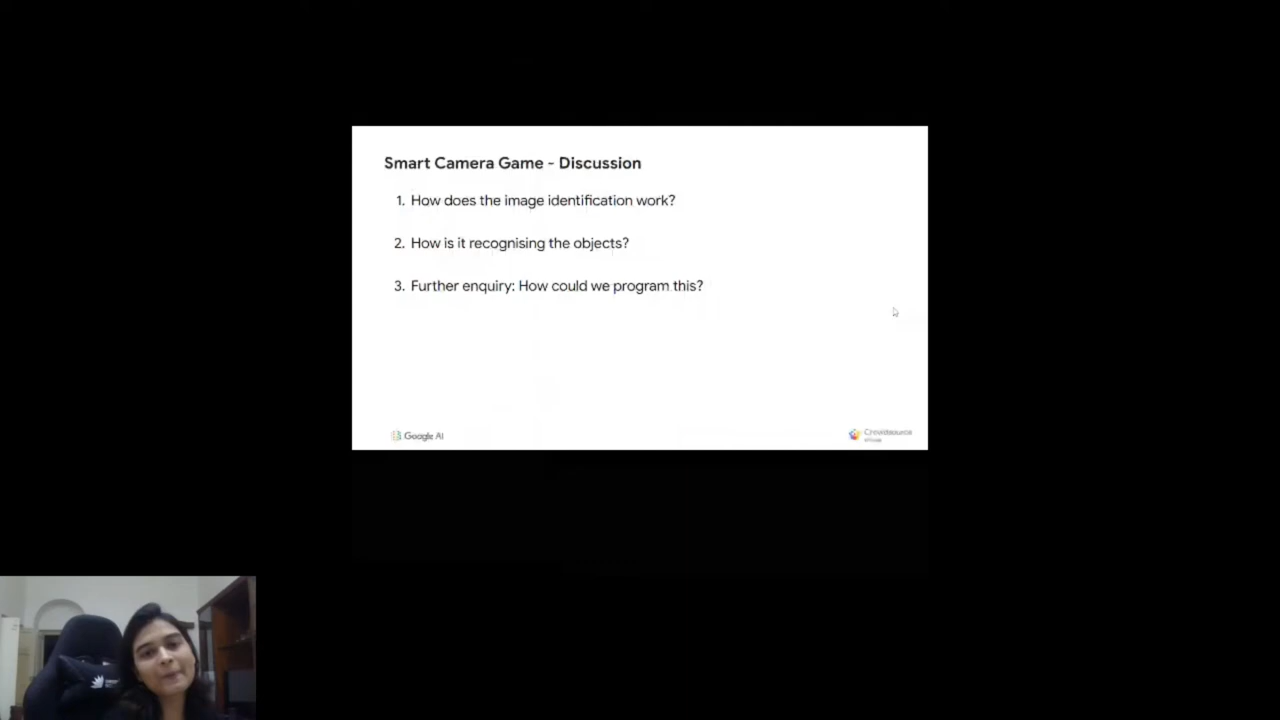 Smart Camera Game - Discussion
1. How does the image identification work?
2. How is it recognising the objects?
3. Further enquiry: How could we program this?
Google AI
Crowdsource